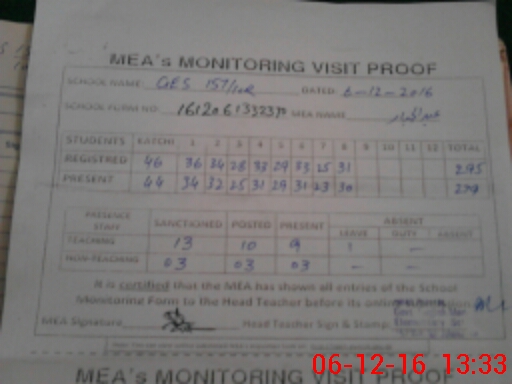 MEA's MONITORING VISIT PROOF
SCHOOL NAME: GES 157/ DATED 6-12-2016
SCHOOL FORM NO. MEA NAME
STUDENTS KATCHI 1 2 3 4 5 6 7 8 9 10 11 12 TOTAL
REGISTRED 46 36 34 28 33 29 33 25 31 295
PRESENT 44 34 32 25 31 29 31 23 30 279
PRESENCE STAFF SANCTIONED POSTED PRESENT ABSENT
LEAVE DUTY ABSENT
TEACHING 13 10 9 1 —
NON-TEACHING 03 03 03 — —
It is certified that the MEA has shown all entries of the School
Monitoring Form to the Head Teacher before its online
MEA Signature Head Teacher Sign & Stamp
MEA's MONITORING VISIT PROOF
06-12-16 13:33